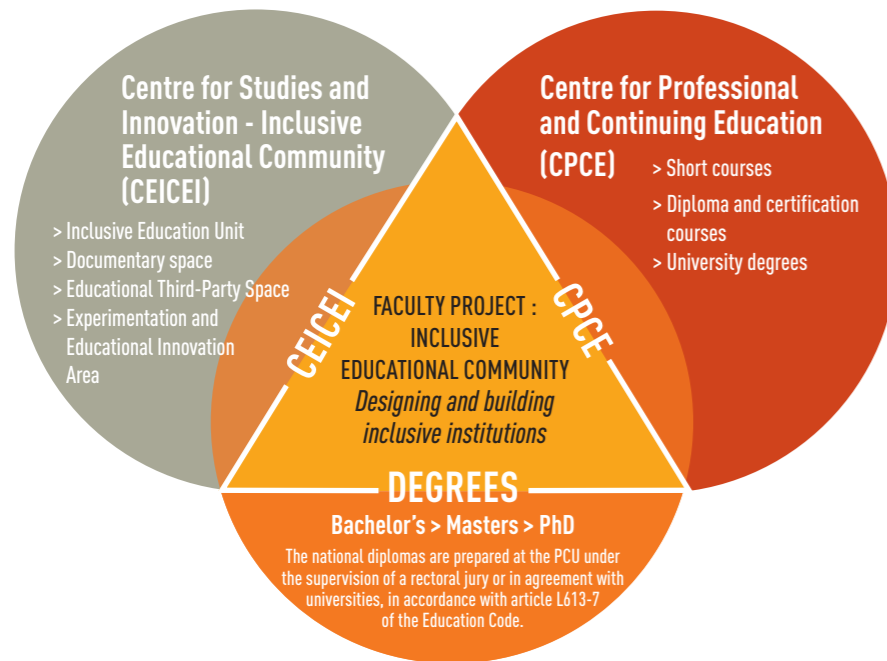 Centre for Studies and
Innovation - Inclusive
Educational Community
(CEICEI)
> Inclusive Education Unit
> Documentary space
> Educational Third-Party Space
> Experimentation and
Educational Innovation
Area
Centre for Professional
and Continuing Education
(CPCE)
> Short courses
> Diploma and certification
courses
> University degrees
CEICEI
CPCE
FACULTY PROJECT :
INCLUSIVE
EDUCATIONAL COMMUNITY
Designing and building
inclusive institutions
DEGREES
Bachelor's > Masters > PhD
The national diplomas are prepared at the PCU under
the supervision of a rectoral jury or in agreement with
universities, in accordance with article L613-7
of the Education Code.